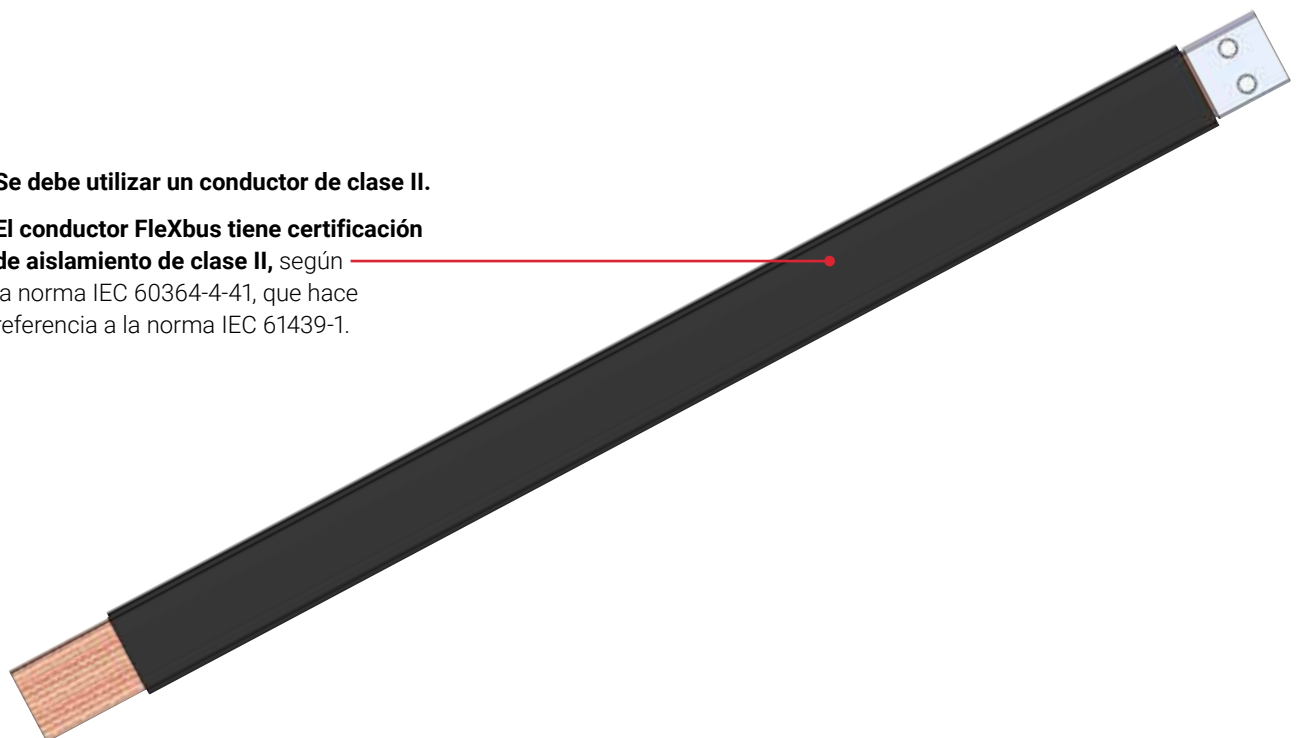 Se debe utilizar un conductor de clase II.
El conductor FleXbus tiene certificación
de aislamiento de clase II, según
la norma IEC 60364-4-41, que hace
referencia a la norma IEC 61439-1.